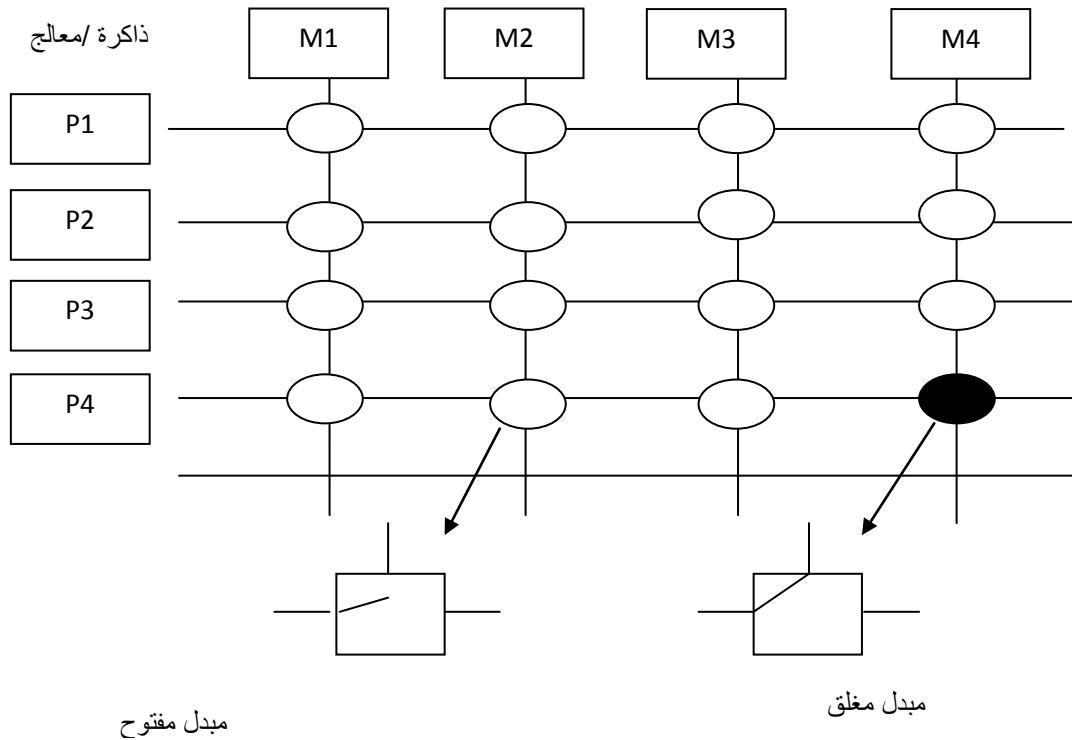 ذاكرة /معالج
M1
M2
M3
M4
P1
P2
P3
P4
مبدل مفتوح
مبدل مغلق